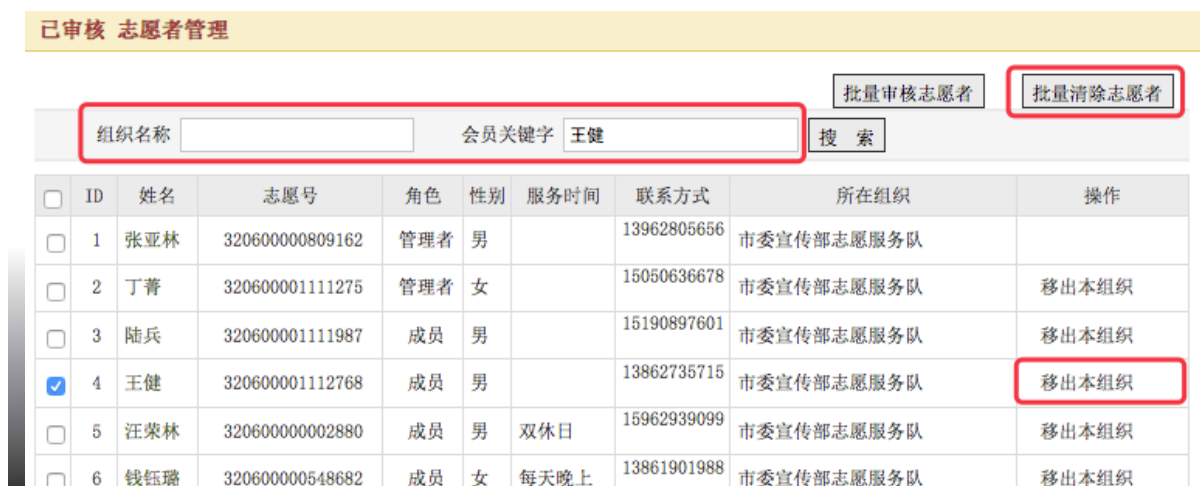 已审核 志愿者管理
批量审核志愿者 批量清除志愿者
组织名称 会员关键字 王健 搜 索
ID 姓名 志愿号 角色 性别 服务时间 联系方式 所在组织 操作
1 张亚林 320600000809162 管理者 男 13962805656 市委宣传部志愿服务队
2 丁菁 320600001111275 管理者 女 15050636678 市委宣传部志愿服务队 移出本组织
3 陆兵 320600001111987 成员 男 15190897601 市委宣传部志愿服务队 移出本组织
4 王健 320600001112768 成员 男 13862735715 市委宣传部志愿服务队 移出本组织
5 汪荣林 320600000002880 成员 男 双休日 15962939099 市委宣传部志愿服务队 移出本组织
6 钱钰璐 320600000548682 成员 女 每天晚上 13861901988 市委宣传部志愿服务队 移出本组织